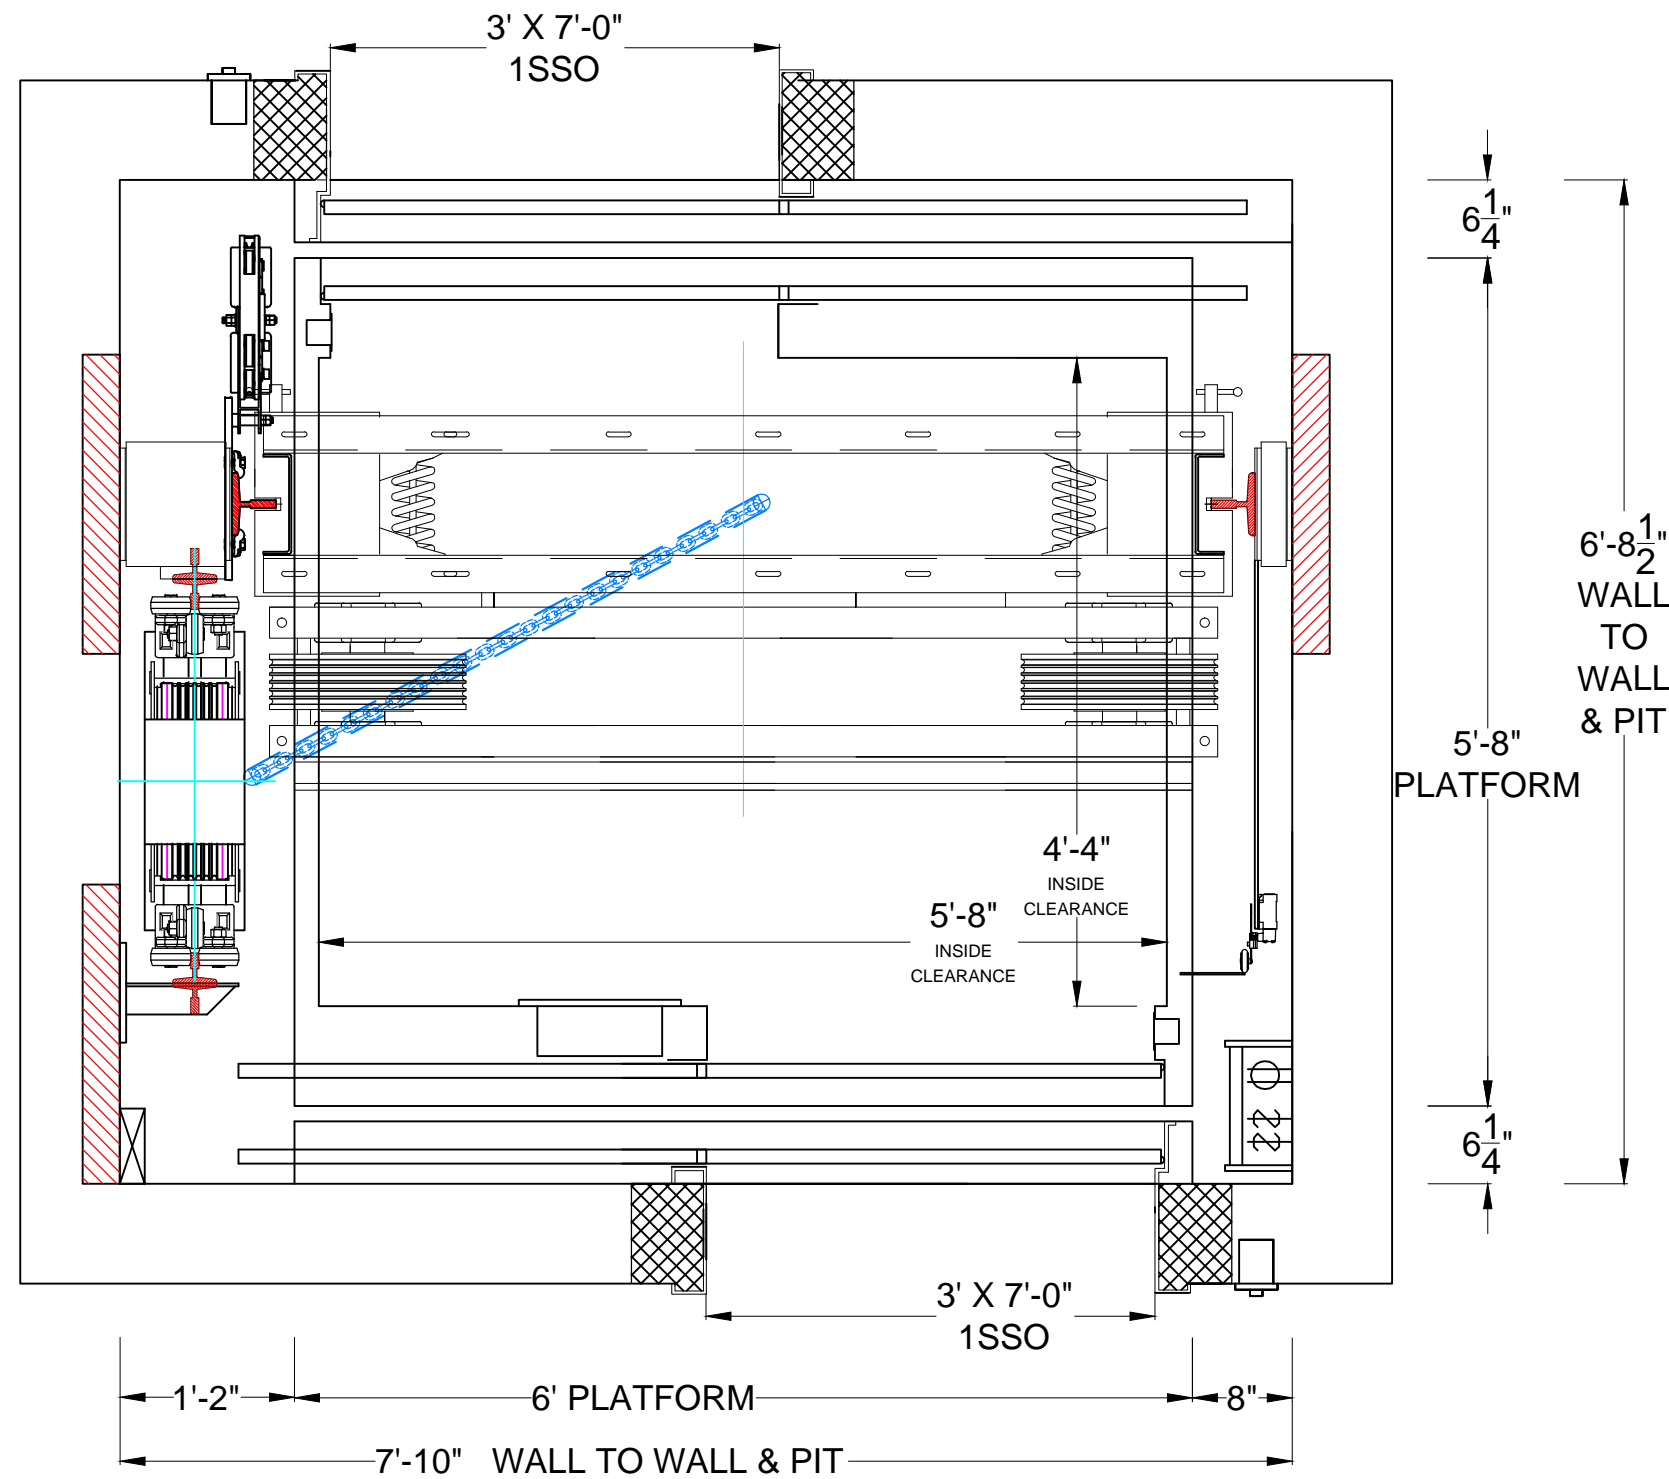 3' X 7'-0"
1SSO
6 1/4"
6'-8 1/2"
WALL
TO
WALL
& PIT
5'-8"
PLATFORM
4'-4"
INSIDE
CLEARANCE
5'-8"
INSIDE
CLEARANCE
6 1/4"
3' X 7'-0"
1SSO
1'-2"
6' PLATFORM
8"
7'-10" WALL TO WALL & PIT